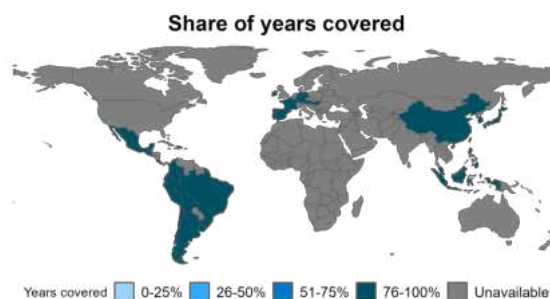 Share of years covered
Years covered 0-25% 26-50% 51-75% 76-100% Unavailable